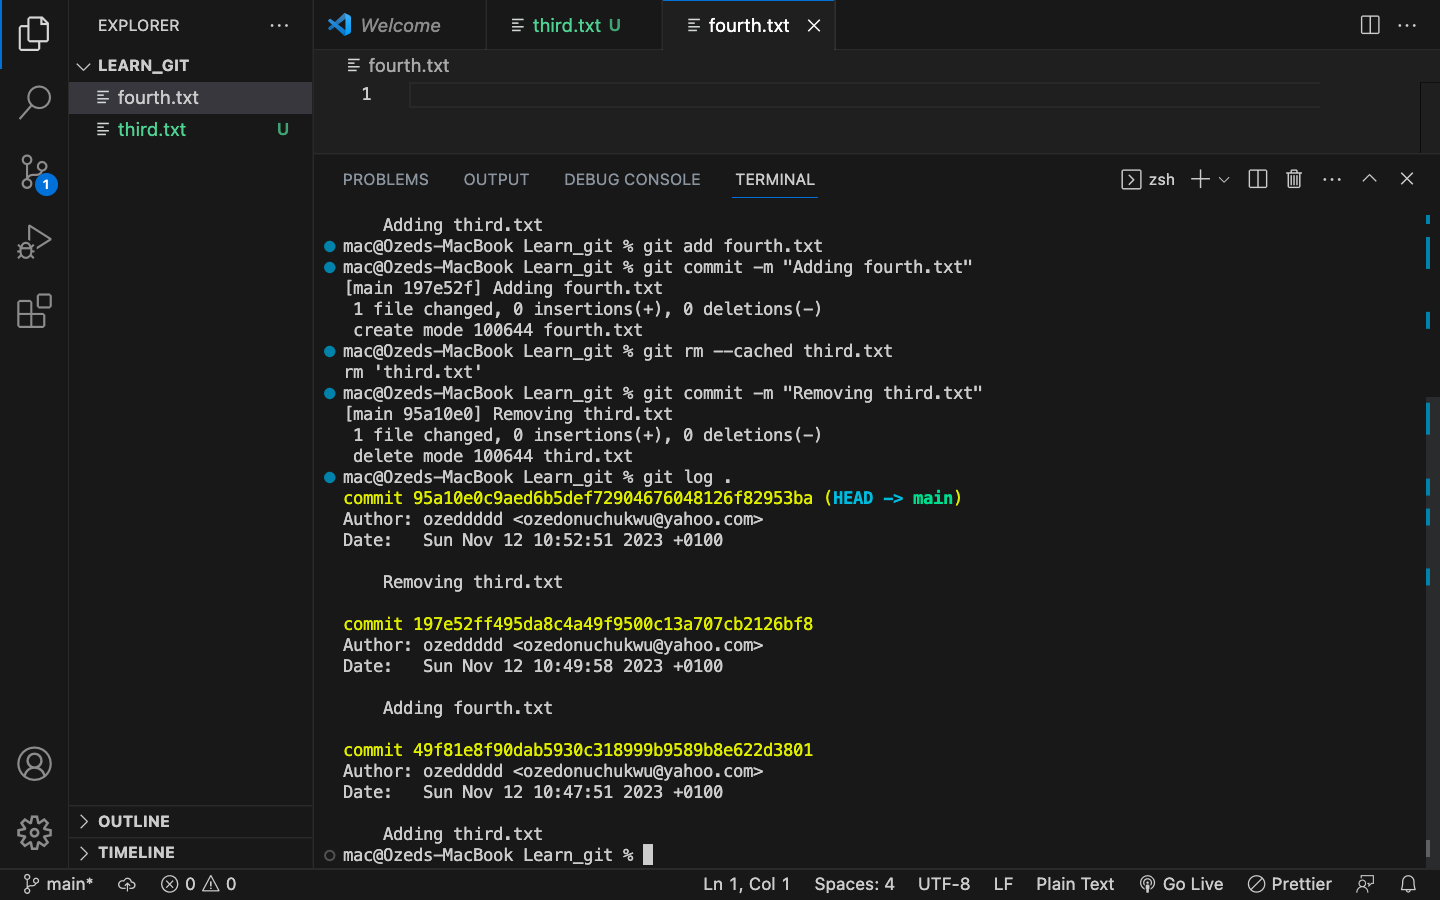 EXPLORER
LEARN_GIT
fourth.txt
third.txt U
1
OUTLINE
TIMELINE
Welcome
third.txt U
fourth.txt
fourth.txt
1
PROBLEMS OUTPUT DEBUG CONSOLE TERMINAL
zsh
Adding third.txt
mac@Ozeds-MacBook Learn_git % git add fourth.txt
mac@Ozeds-MacBook Learn_git % git commit -m "Adding fourth.txt"
[main 197e52f] Adding fourth.txt
1 file changed, 0 insertions(+), 0 deletions(-)
create mode 100644 fourth.txt
mac@Ozeds-MacBook Learn_git % git rm --cached third.txt
rm 'third.txt'
mac@Ozeds-MacBook Learn_git % git commit -m "Removing third.txt"
[main 95a10e0] Removing third.txt
1 file changed, 0 insertions(+), 0 deletions(-)
delete mode 100644 third.txt
mac@Ozeds-MacBook Learn_git % git log .
commit 95a10e0c9aed6b5def72904676048126f82953ba (HEAD -> main)
Author: ozeddddd <ozedonuchukwu@yahoo.com>
Date:   Sun Nov 12 10:52:51 2023 +0100
Removing third.txt
commit 197e52ff495da8c4a49f9500c13a707cb2126bf8
Author: ozeddddd <ozedonuchukwu@yahoo.com>
Date:   Sun Nov 12 10:49:58 2023 +0100
Adding fourth.txt
commit 49f81e8f90dab5930c318999b9589b8e622d3801
Author: ozeddddd <ozedonuchukwu@yahoo.com>
Date:   Sun Nov 12 10:47:51 2023 +0100
Adding third.txt
mac@Ozeds-MacBook Learn_git %
main* 0 0 Ln 1, Col 1 Spaces: 4 UTF-8 LF Plain Text Go Live Prettier